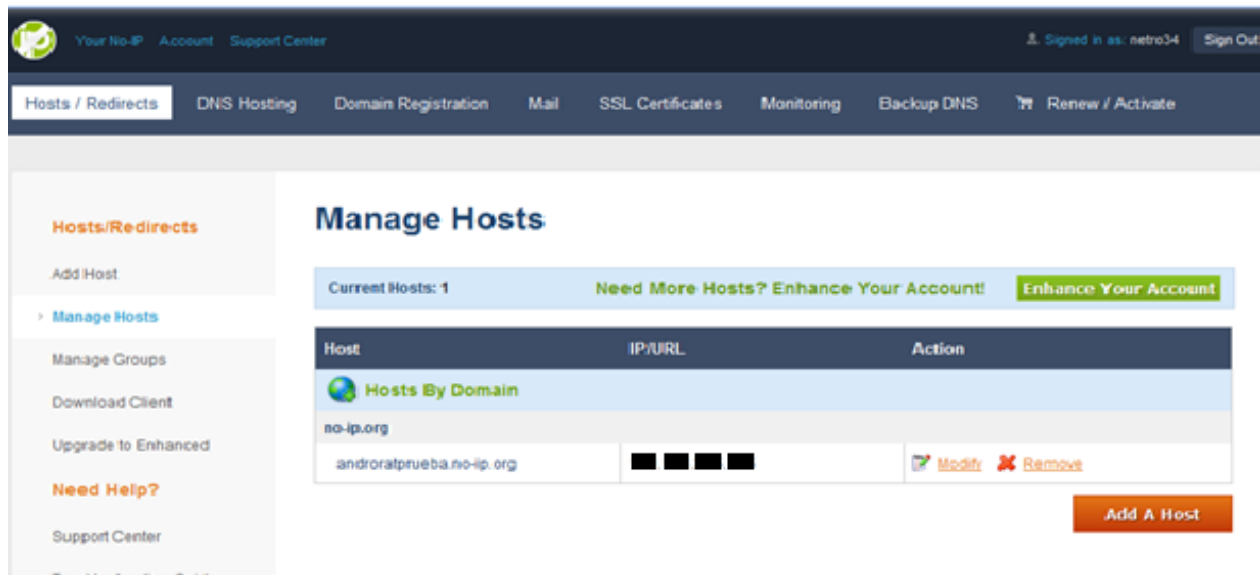 Your No-IP Account Support Center Signed in as: netro34 Sign Out
Hosts / Redirects DNS Hosting Domain Registration Mail SSL Certificates Monitoring Backup DNS Renew / Activate
Hosts/Redirects
Add Host
Manage Hosts
Manage Groups
Download Client
Upgrade to Enhanced
Need Help?
Support Center
Manage Hosts
Current Hosts: 1 Need More Hosts? Enhance Your Account! Enhance Your Account
Host IP/URL Action
Hosts By Domain
no-ip.org
androratprueba.no-ip.org Modify Remove
Add A Host